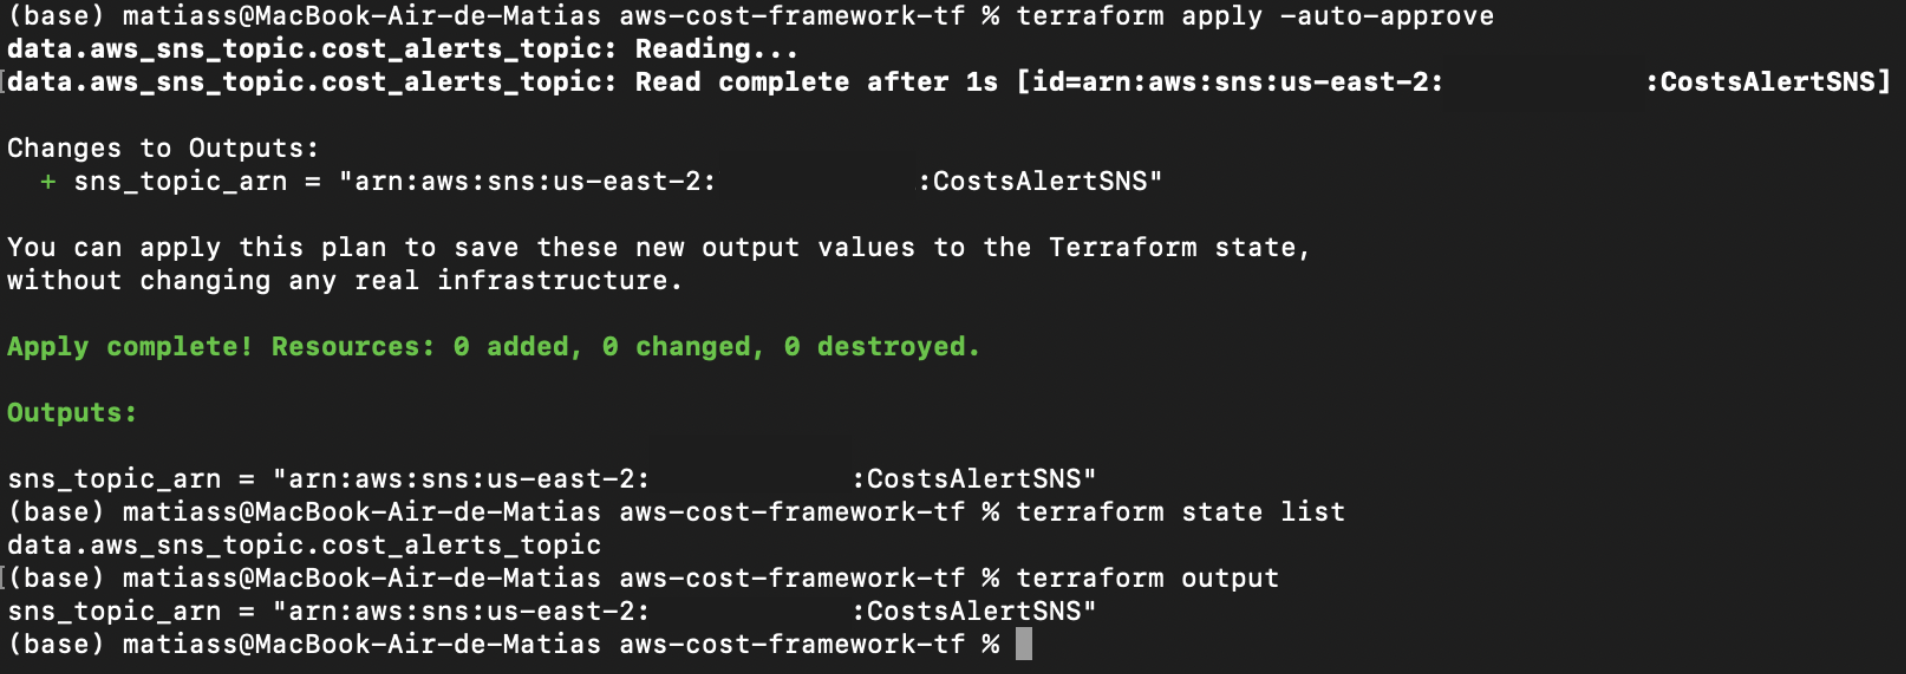 (base) matiass@MacBook-Air-de-Matias aws-cost-framework-tf % terraform apply -auto-approve
data.aws_sns_topic.cost_alerts_topic: Reading...
[data.aws_sns_topic.cost_alerts_topic: Read complete after 1s [id=arn:aws:sns:us-east-2: :CostsAlertSNS]
Changes to Outputs:
+ sns_topic_arn = "arn:aws:sns:us-east-2: :CostsAlertSNS"
You can apply this plan to save these new output values to the Terraform state,
without changing any real infrastructure.
Apply complete! Resources: 0 added, 0 changed, 0 destroyed.
Outputs:
sns_topic_arn = "arn:aws:sns:us-east-2: :CostsAlertSNS"
(base) matiass@MacBook-Air-de-Matias aws-cost-framework-tf % terraform state list
data.aws_sns_topic.cost_alerts_topic
[(base) matiass@MacBook-Air-de-Matias aws-cost-framework-tf % terraform output
sns_topic_arn = "arn:aws:sns:us-east-2: :CostsAlertSNS"
(base) matiass@MacBook-Air-de-Matias aws-cost-framework-tf %